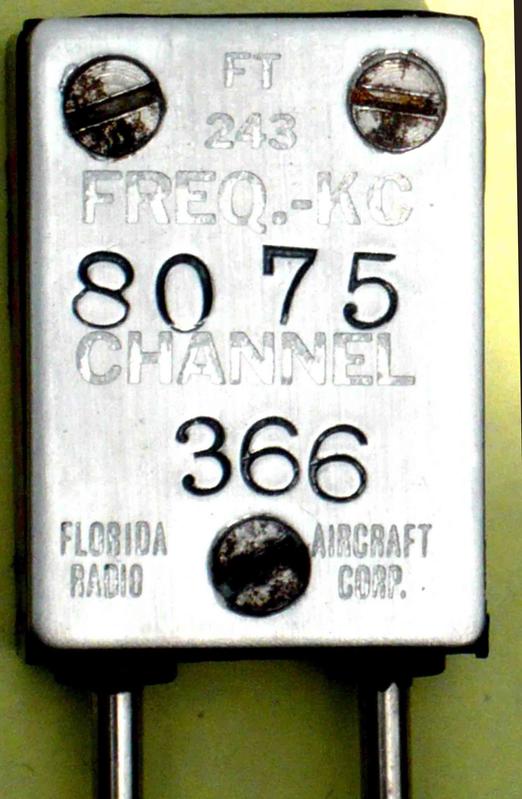 FT
243
FREQ.-KC
8075
CHANNEL
366
FLORIDA AIRCRAFT
RADIO CORP.